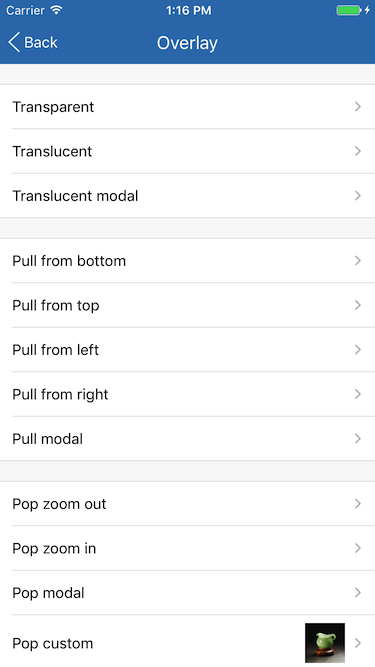 Carrier 1:16 PM
Back Overlay
Transparent
Translucent
Translucent modal
Pull from bottom
Pull from top
Pull from left
Pull from right
Pull modal
Pop zoom out
Pop zoom in
Pop modal
Pop custom